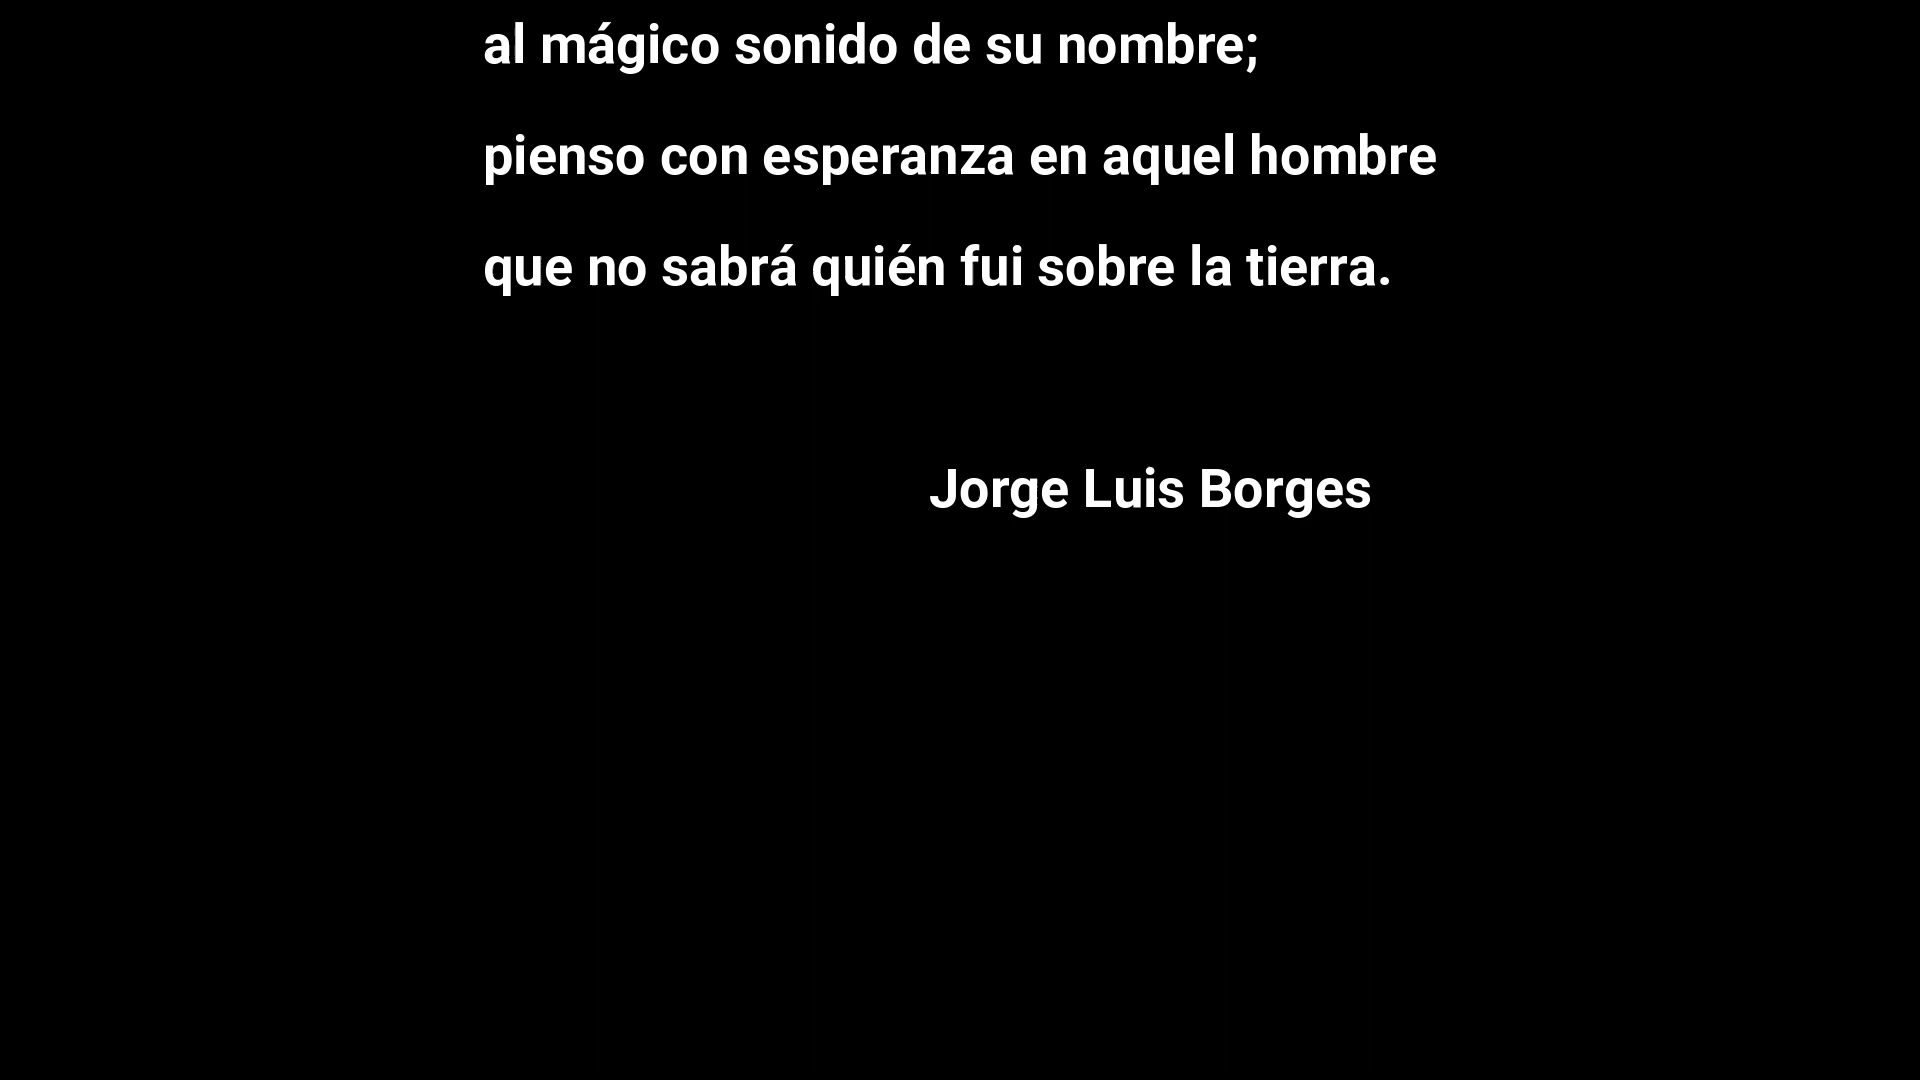 al mágico sonido de su nombre;
pienso con esperanza en aquel hombre
que no sabrá quién fui sobre la tierra.
Jorge Luis Borges